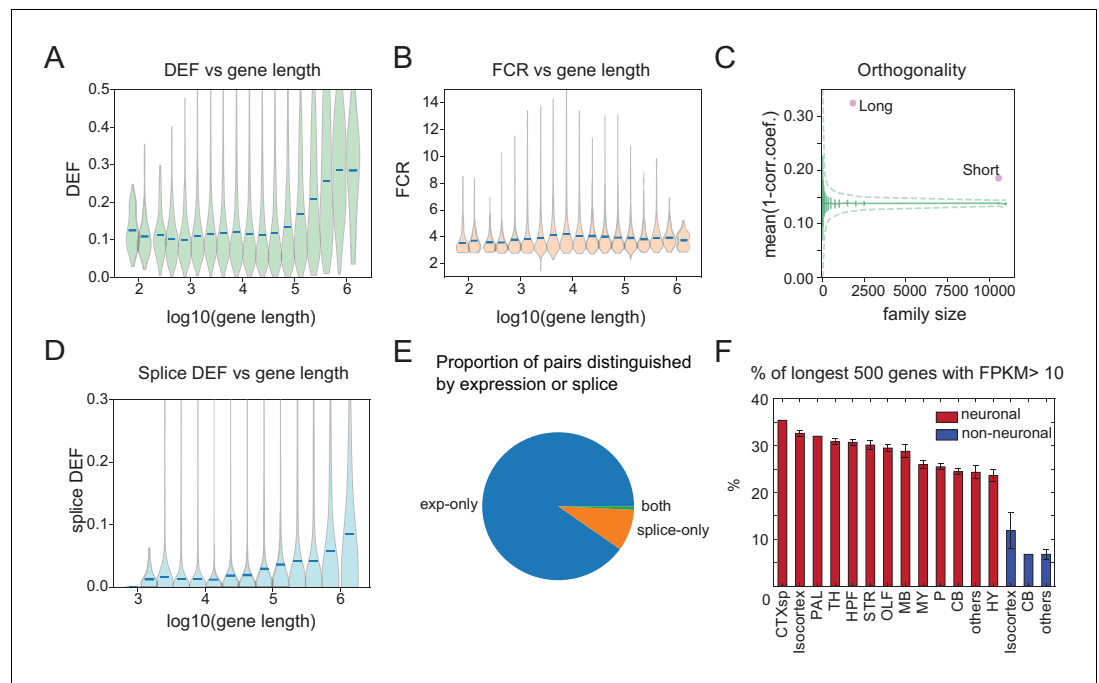 A
DEF vs gene length
0.5
0.4
0.3
0.2
0.1
0.0
DEF
2
3
4
5
6
log10(gene length)
B
FCR vs gene length
14
12
10
8
6
4
2
FCR
2
3
4
5
6
log10(gene length)
C
Orthogonality
0.30
0.20
0.10
0.00
mean(1-corr.coef.)
Long
Short
0
2500
5000
7500
10000
family size
D
Splice DEF vs gene length
0.3
0.2
0.1
0.0
splice DEF
3
4
5
6
log10(gene length)
E
Proportion of pairs distinguished
by expression or splice
exp-only
both
splice-only
F
% of longest 500 genes with FPKM> 10
40
30
20
10
0
%
neuronal
non-neuronal
CTXsp
Isocortex
PAL
TH
HPF
STR
OLF
MB
MY
P
CB
others
HY
Isocortex
CB
others